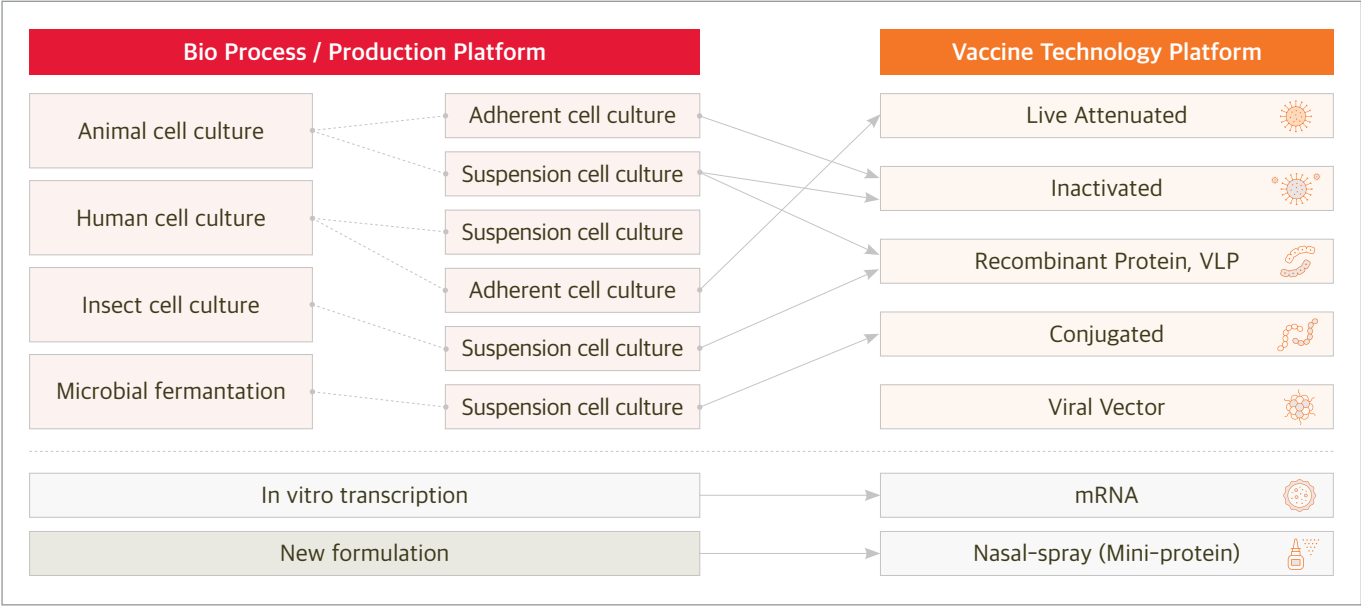 Bio Process / Production Platform
Vaccine Technology Platform
Animal cell culture
Human cell culture
Insect cell culture
Microbial fermantation
Adherent cell culture
Suspension cell culture
Suspension cell culture
Adherent cell culture
Suspension cell culture
Suspension cell culture
Live Attenuated
Inactivated
Recombinant Protein, VLP
Conjugated
Viral Vector
In vitro transcription
mRNA
New formulation
Nasal-spray (Mini-protein)